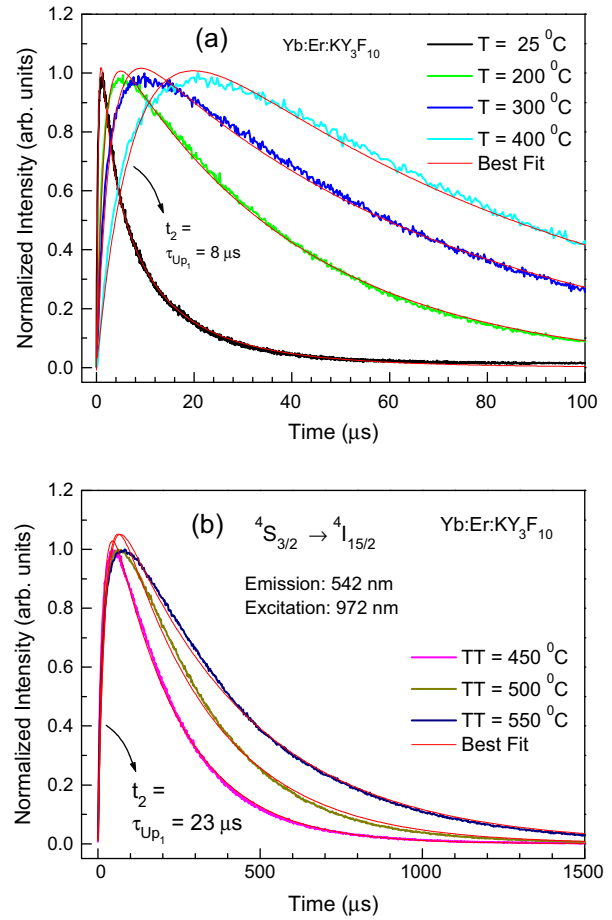 (a)
Yb:Er:KY₃F₁₀
T = 25 ⁰C
T = 200 ⁰C
T = 300 ⁰C
T = 400 ⁰C
Best Fit
t₂ =
τUp₁ = 8 μs
Normalized Intensity (arb. units)
1.2
1.0
0.8
0.6
0.4
0.2
0.0
0 20 40 60 80 100
Time (μs)
(b)
⁴S₃/₂ → ⁴I₁₅/₂
Yb:Er:KY₃F₁₀
Emission: 542 nm
Excitation: 972 nm
TT = 450 ⁰C
TT = 500 ⁰C
TT = 550 ⁰C
Best Fit
t₂ =
τUp₁ = 23 μs
Normalized Intensity (arb. units)
1.2
1.0
0.8
0.6
0.4
0.2
0.0
0 500 1000 1500
Time (μs)